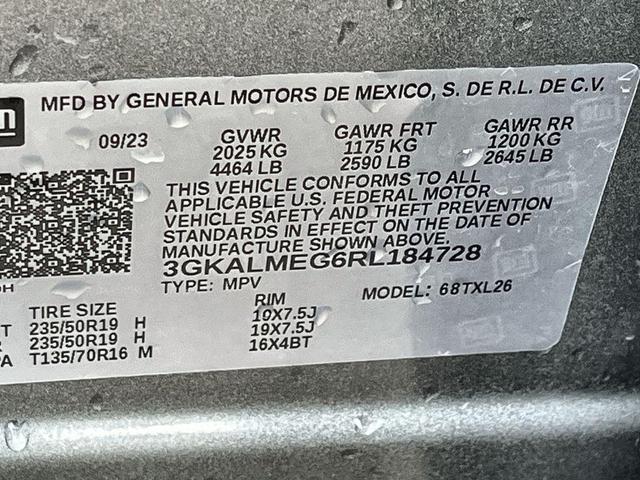 gm
MFD BY GENERAL MOTORS DE MEXICO, S. DE R.L. DE C.V.
09/23 GVWR GAWR FRT GAWR RR
2025 KG 1175 KG 1200 KG
4464 LB 2590 LB 2645 LB
THIS VEHICLE CONFORMS TO ALL
APPLICABLE U.S. FEDERAL MOTOR
VEHICLE SAFETY AND THEFT PREVENTION
STANDARDS IN EFFECT ON THE DATE OF
MANUFACTURE SHOWN ABOVE.
3GKALMEG6RL184728
TYPE: MPV MODEL: 68TXL26
TIRE SIZE RIM
235/50R19 H 19X7.5J
235/50R19 H 19X7.5J
T135/70R16 M 16X4BT